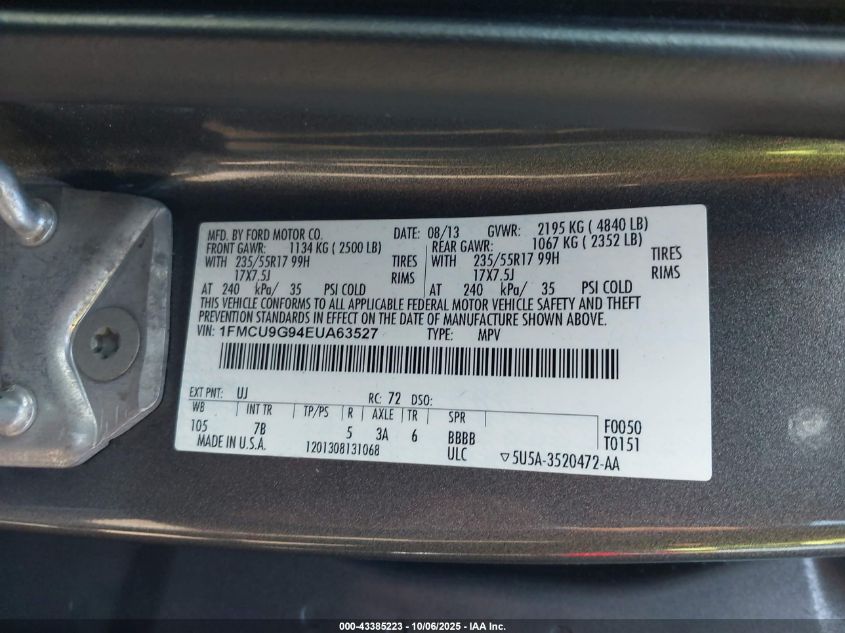 MFD. BY FORD MOTOR CO. DATE: 08/13 GVWR: 2195 KG ( 4840 LB)
FRONT GAWR: 1134 KG ( 2500 LB) REAR GAWR: 1067 KG ( 2352 LB)
WITH 235/55R17 99H TIRES WITH 235/55R17 99H TIRES
17X7.5J RIMS 17X7.5J RIMS
AT 240 kPa/ 35 PSI COLD AT 240 kPa/ 35 PSI COLD
THIS VEHICLE CONFORMS TO ALL APPLICABLE FEDERAL MOTOR VEHICLE SAFETY AND THEFT
PREVENTION STANDARDS IN EFFECT ON THE DATE OF MANUFACTURE SHOWN ABOVE.
VIN: 1FMCU9G94EUA63527 TYPE: MPV
EXT PNT: UJ RC: 72 DSO:
WB INT TR TP/PS R AXLE TR SPR F0050
105 7B 5 3A 6 BBBB T0151
MADE IN U.S.A. 1201308131068 ULC ▽5U5A-3520472-AA
000-43385223 - 10/06/2025 - IAA Inc.